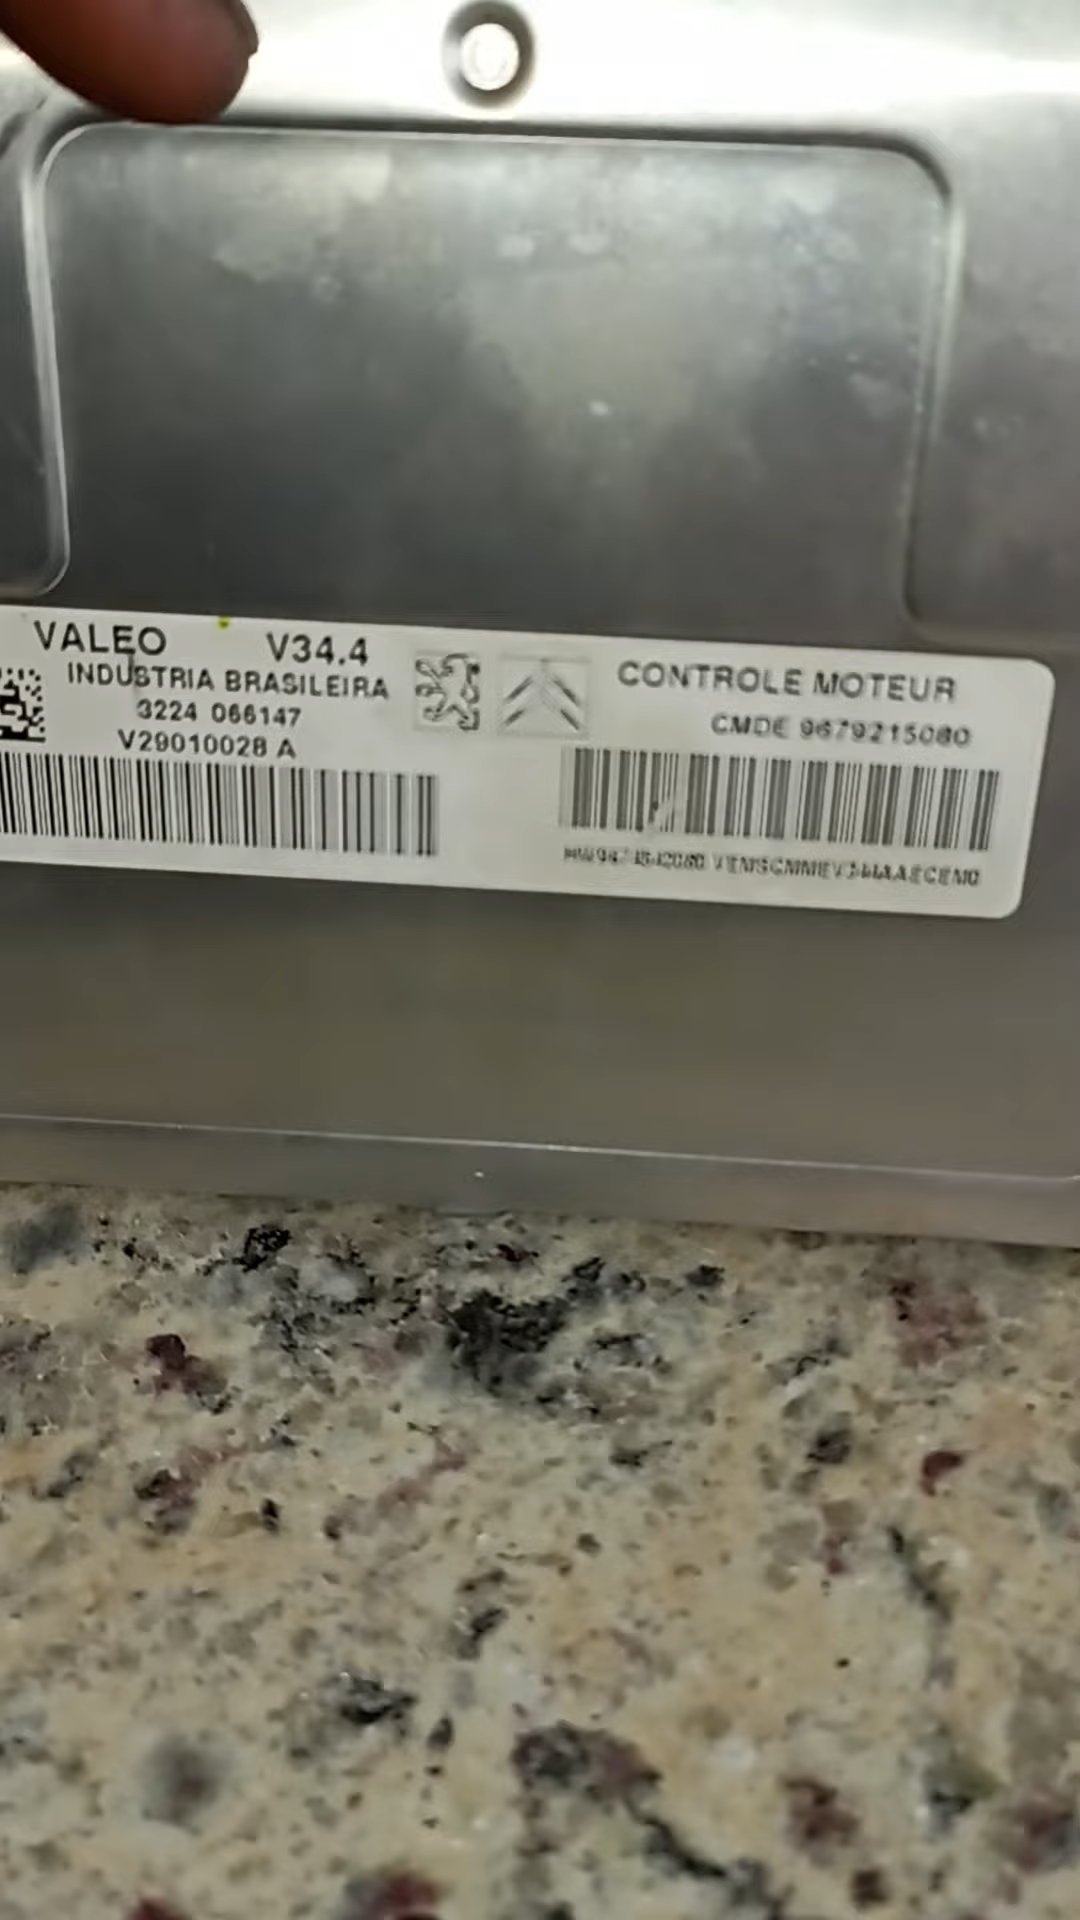 VALEO V34.4
INDUSTRIA BRASILEIRA
3224 066147
V29010028 A
CONTROLE MOTEUR
CMDE 9679215080